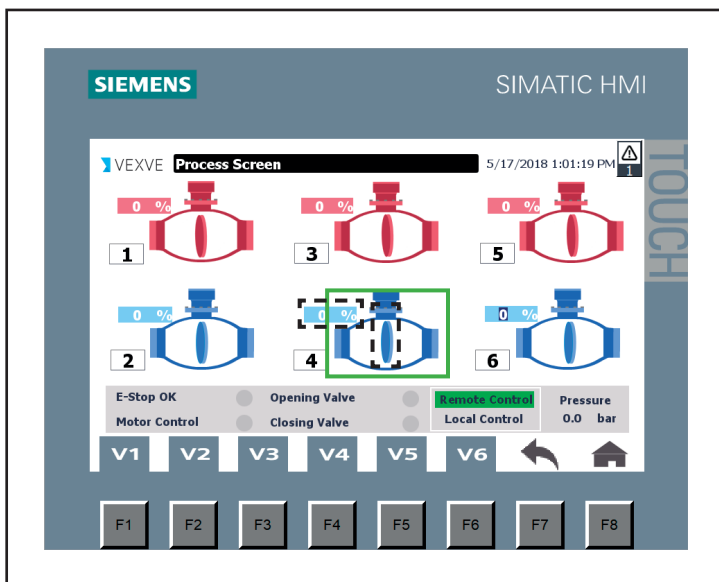 SIEMENS SIMATIC HMI
TOUCH
VEXVE Process Screen 5/17/2018 1:01:19 PM
1
0 % 0 % 0 %
1 3 5
0 % 0 % 0 %
2 4 6
E-Stop OK Opening Valve Remote Control Pressure
Motor Control Closing Valve Local Control 0.0 bar
V1 V2 V3 V4 V5 V6
F1 F2 F3 F4 F5 F6 F7 F8